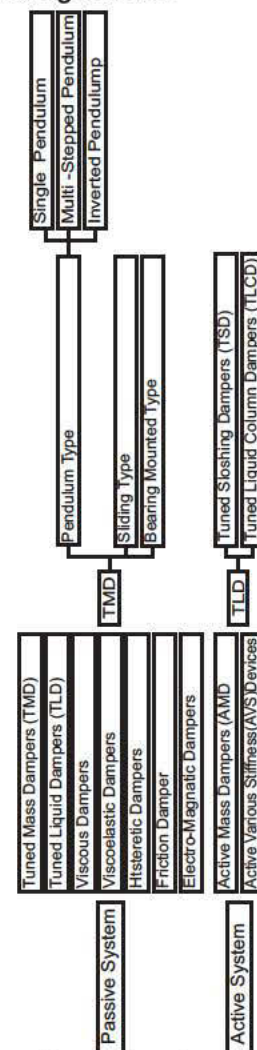 Passive System
Tuned Mass Dampers (TMD)
Tuned Liquid Dampers (TLD)
Viscous Dampers
Viscoelastic Dampers
Htsteretic Dampers
Friction Damper
Electro-Magnatic Dampers
TMD
Pendulum Type
Sliding Type
Bearing Mounted Type
Single Pendulum
Multi -Stepped Pendulum
Inverted Pendulump
Active System
Active Mass Dampers (AMD
Active Various Stiffness(AVS)Devices
TLD
Tuned Sloshing Dampers (TSD)
Tuned Liquid Column Dampers (TLCD)